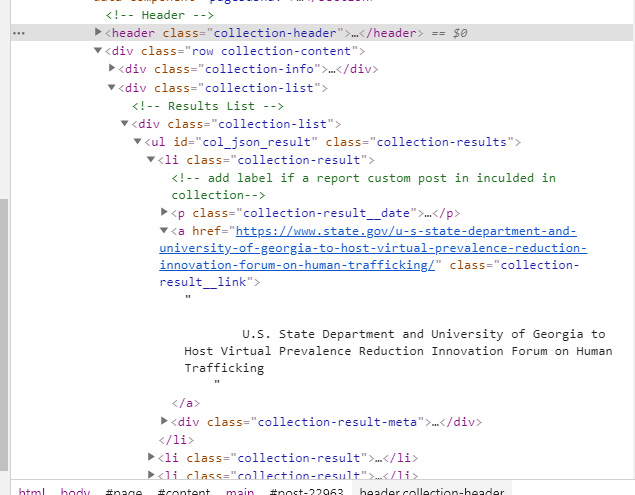 <!-- Header -->
<header class="collection-header">…</header> == $0
<div class="row collection-content">
<div class="collection-info">…</div>
<div class="collection-list">
<!-- Results List -->
<div class="collection-list">
<ul id="col_json_result" class="collection-results">
<li class="collection-result">
<!-- add label if a report custom post in inculded in
collection-->
<p class="collection-result__date">…</p>
<a href="https://www.state.gov/u-s-state-department-and-
university-of-georgia-to-host-virtual-prevalence-reduction-
innovation-forum-on-human-trafficking/" class="collection-
result__link">
"
U.S. State Department and University of Georgia to
Host Virtual Prevalence Reduction Innovation Forum on Human
Trafficking
"
</a>
<div class="collection-result-meta">…</div>
</li>
<li class="collection-result">…</li>
<li class="collection-result">…</li>
html body #page #content main #post-22963 header.collection-header